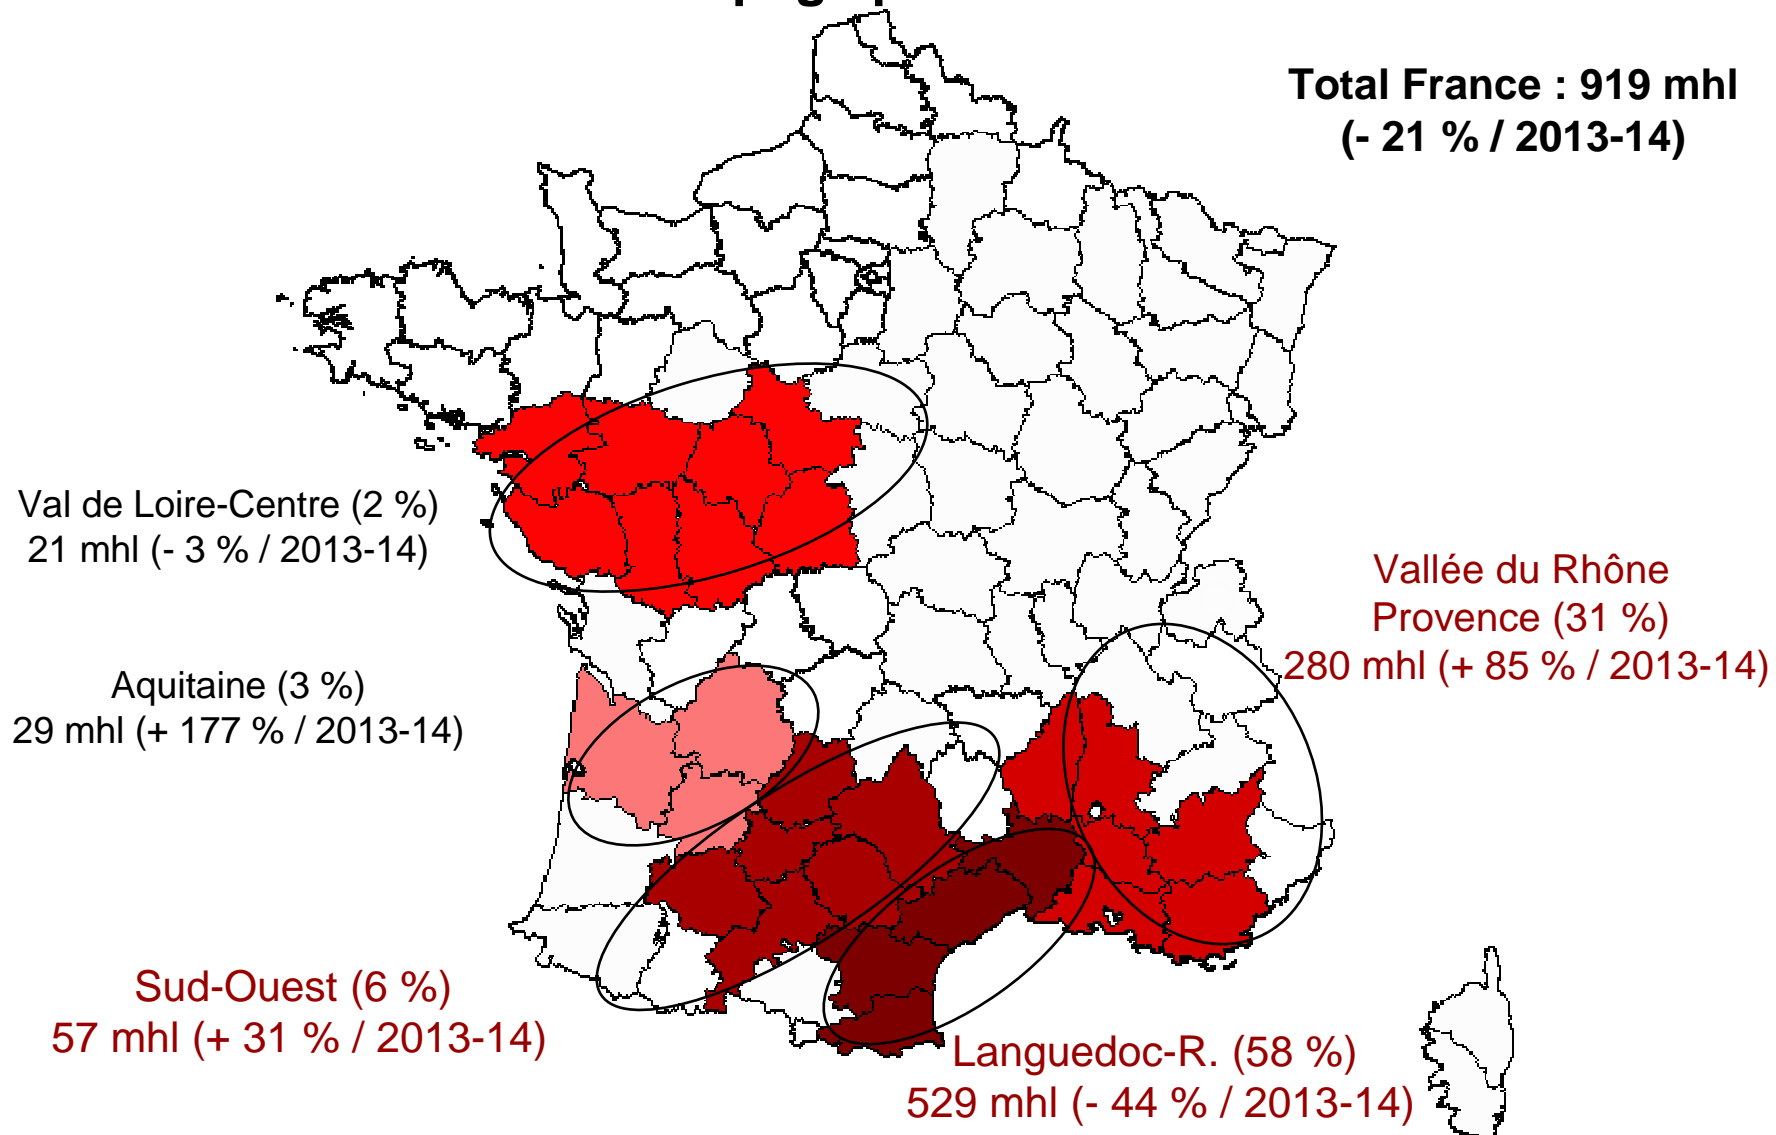 Total France : 919 mhl
(- 21 % / 2013-14)
Val de Loire-Centre (2 %)
21 mhl (- 3 % / 2013-14)
Vallée du Rhône
Provence (31 %)
280 mhl (+ 85 % / 2013-14)
Aquitaine (3 %)
29 mhl (+ 177 % / 2013-14)
Sud-Ouest (6 %)
57 mhl (+ 31 % / 2013-14)
Languedoc-R. (58 %)
529 mhl (- 44 % / 2013-14)